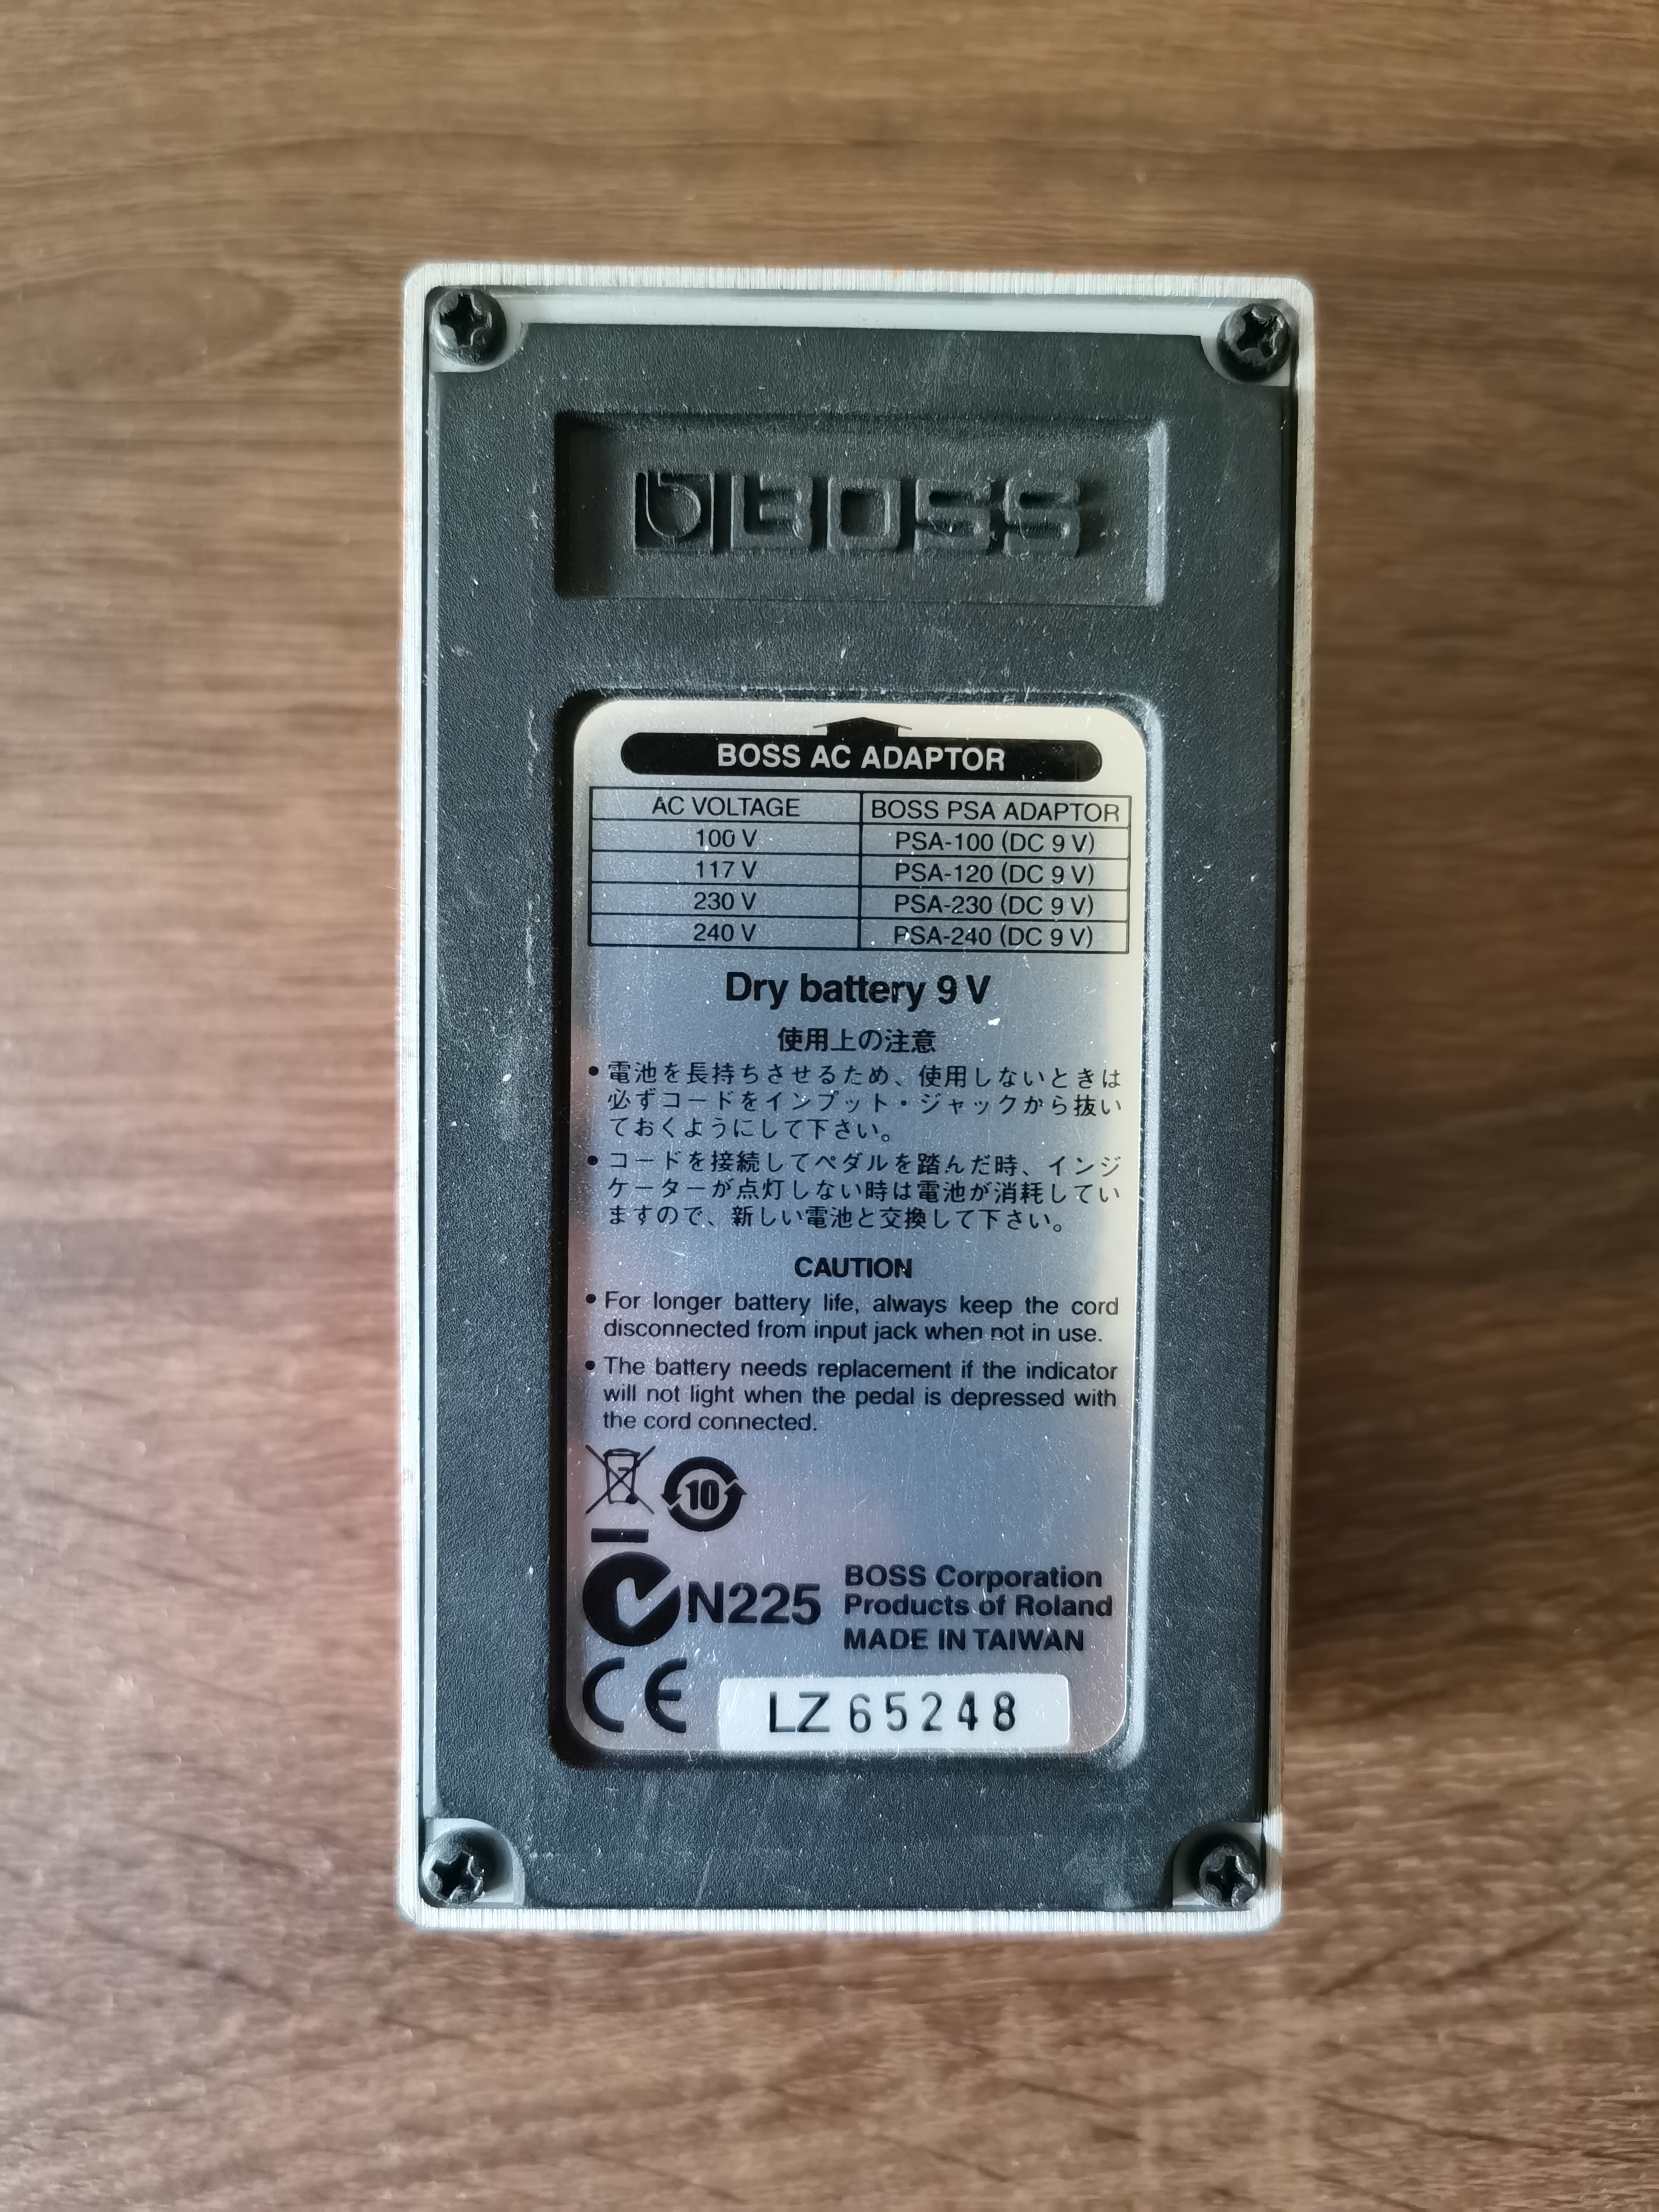 BOSS
BOSS AC ADAPTOR
AC VOLTAGE BOSS PSA ADAPTOR
100 V PSA-100 (DC 9 V)
117 V PSA-120 (DC 9 V)
230 V PSA-230 (DC 9 V)
240 V PSA-240 (DC 9 V)
Dry battery 9 V
使用上の注意
• 電池を長持ちさせるため、使用しないときは
必ずコードをインプット・ジャックから抜い
ておくようにして下さい。
• コードを接続してペダルを踏んだ時、インジ
ケーターが点灯しない時は電池が消耗してい
ますので、新しい電池と交換して下さい。
CAUTION
• For longer battery life, always keep the cord
disconnected from input jack when not in use.
• The battery needs replacement if the indicator
will not light when the pedal is depressed with
the cord connected.
10
N225
BOSS Corporation
Products of Roland
MADE IN TAIWAN
CE
LZ 65248